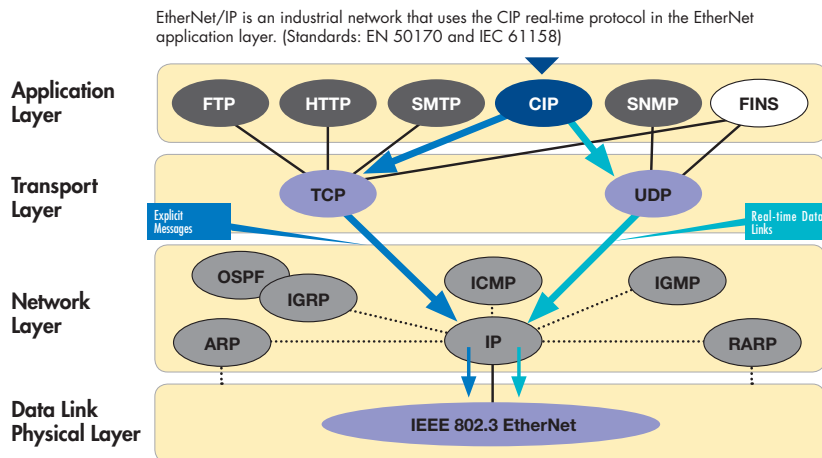 EtherNet/IP is an industrial network that uses the CIP real-time protocol in the EtherNet
application layer. (Standards: EN 50170 and IEC 61158)
Application
Layer
FTP
HTTP
SMTP
CIP
SNMP
FINS
Transport
Layer
TCP
UDP
Explicit
Messages
Real-time Data
Links
Network
Layer
OSPF
IGRP
ICMP
IGMP
ARP
IP
RARP
Data Link
Physical Layer
IEEE 802.3 EtherNet